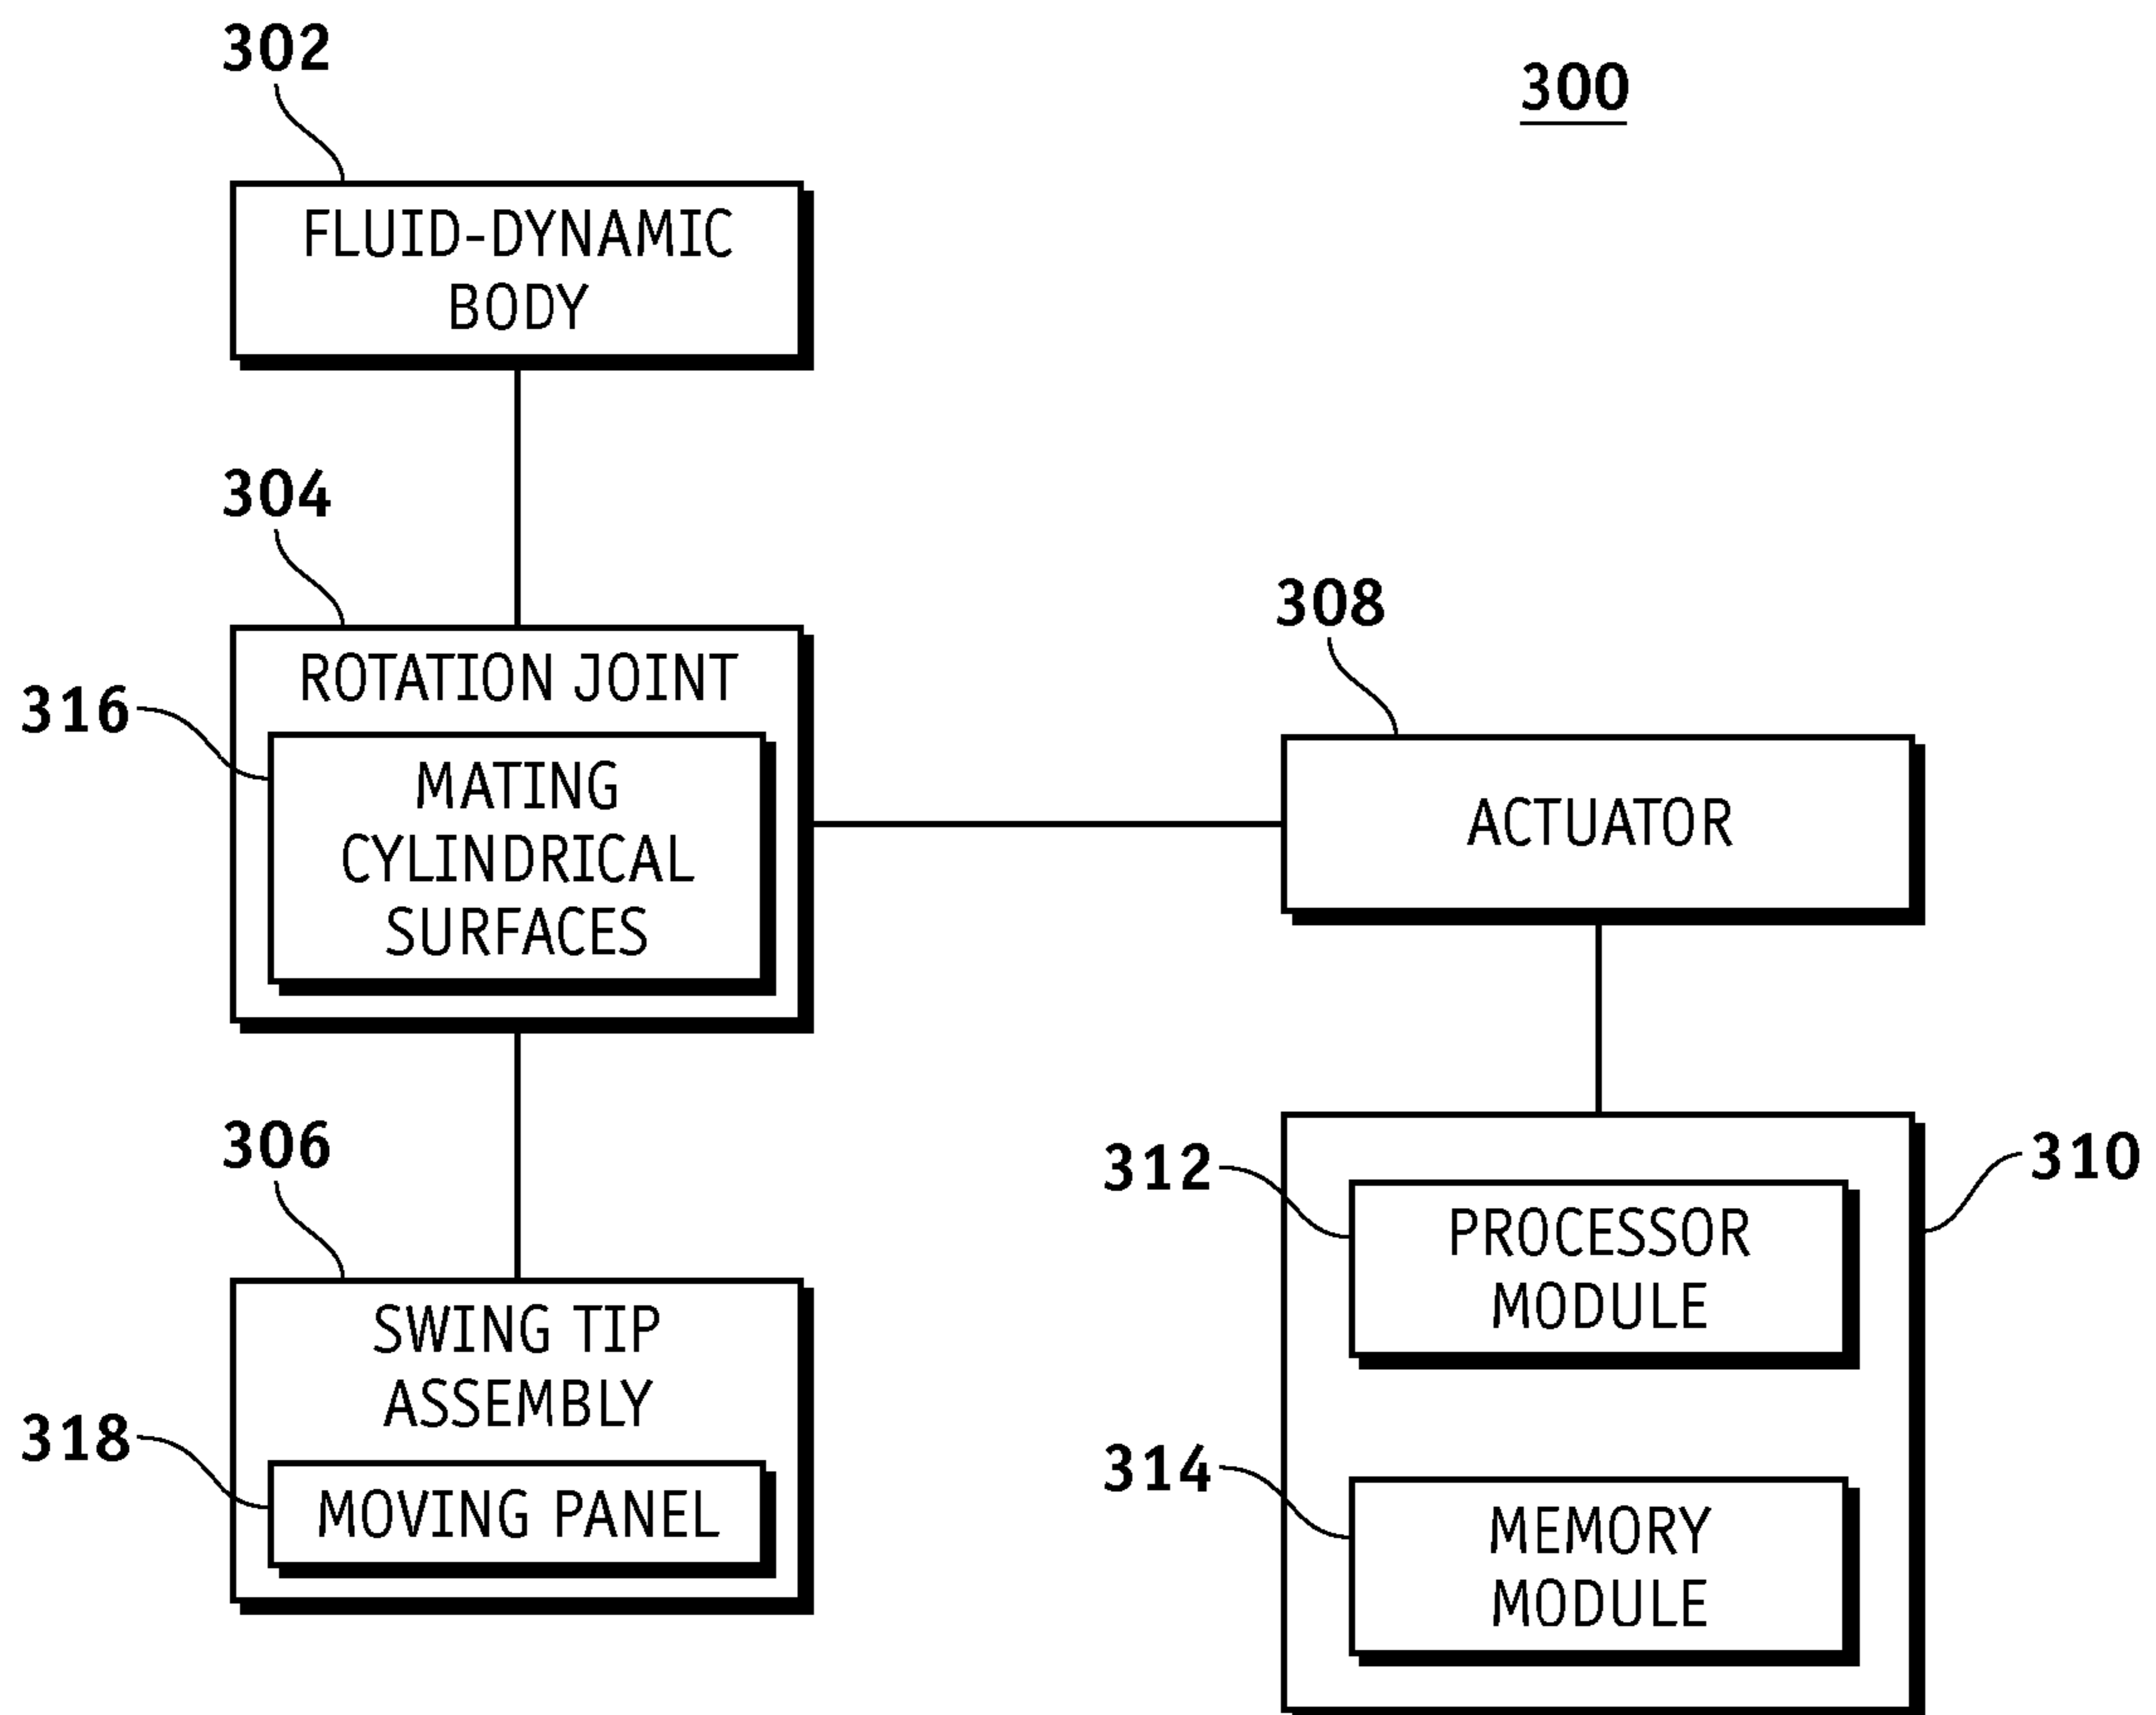 302
300
FLUID-DYNAMIC
BODY
304
ROTATION JOINT
316
MATING
CYLINDRICAL
SURFACES
308
ACTUATOR
306
SWING TIP
ASSEMBLY
318
MOVING PANEL
310
312
PROCESSOR
MODULE
314
MEMORY
MODULE